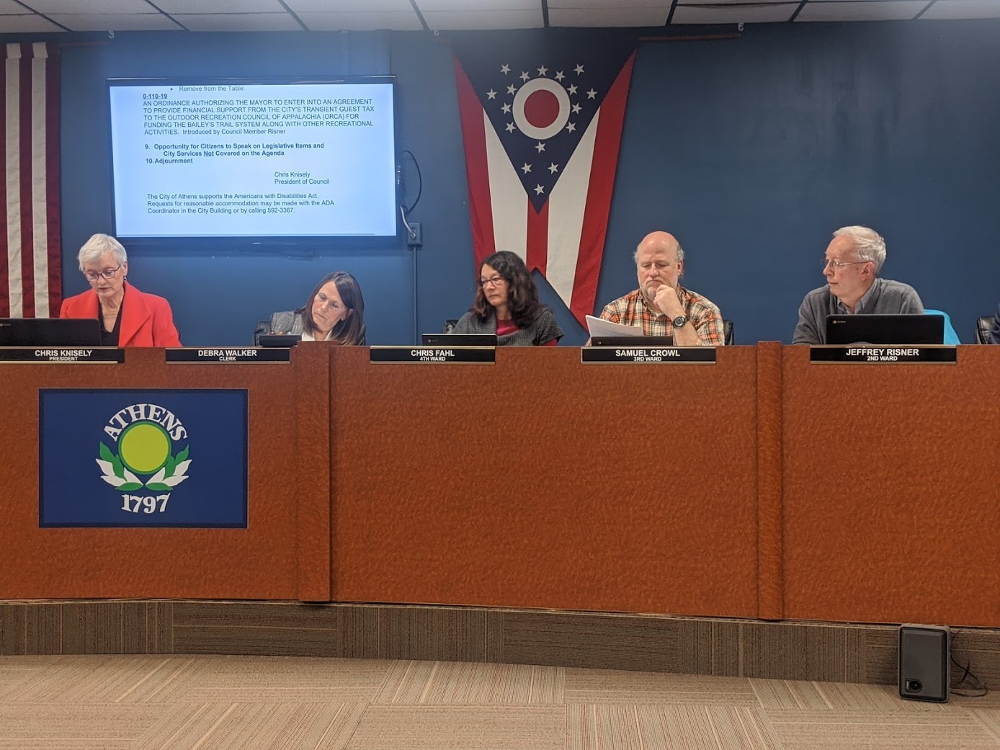 • Remove from the Table:
0-110-19
AN ORDINANCE AUTHORIZING THE MAYOR TO ENTER INTO AN AGREEMENT
TO PROVIDE FINANCIAL SUPPORT FROM THE CITY'S TRANSIENT GUEST TAX
TO THE OUTDOOR RECREATION COUNCIL OF APPALACHIA (ORCA) FOR
FUNDING THE BAILEY'S TRAIL SYSTEM ALONG WITH OTHER RECREATIONAL
ACTIVITIES. Introduced by Council Member Risner
9. Opportunity for Citizens to Speak on Legislative Items and
City Services Not Covered on the Agenda
10. Adjournment
Chris Knisely
President of Council
The City of Athens supports the Americans with Disabilities Act.
Requests for reasonable accommodation may be made with the ADA
Coordinator in the City Building or by calling 592-3367.
CHRIS KNISELY
PRESIDENT
DEBRA WALKER
CLERK
CHRIS FAHL
4TH WARD
SAMUEL CROWL
3RD WARD
JEFFREY RISNER
2ND WARD
ATHENS
1797